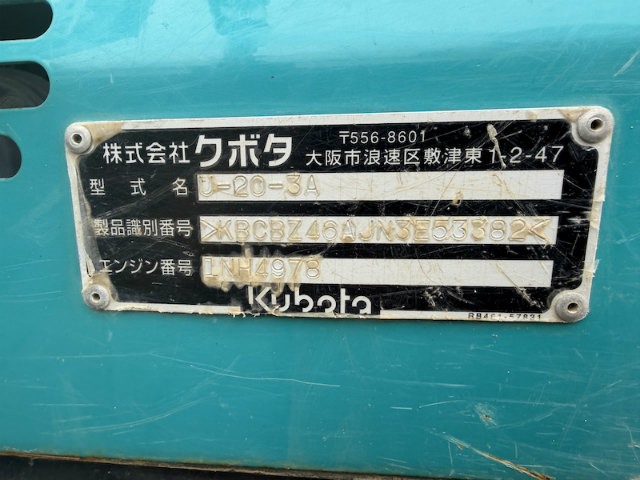 株式会社クボタ 〒556-8601
大阪市浪速区敷津東1-2-47
型式名 U-20-3A
製品識別番号 ＊KBCBZ46AJN3E53382<
エンジン番号 1NH4978
Kubota
RB461-57821